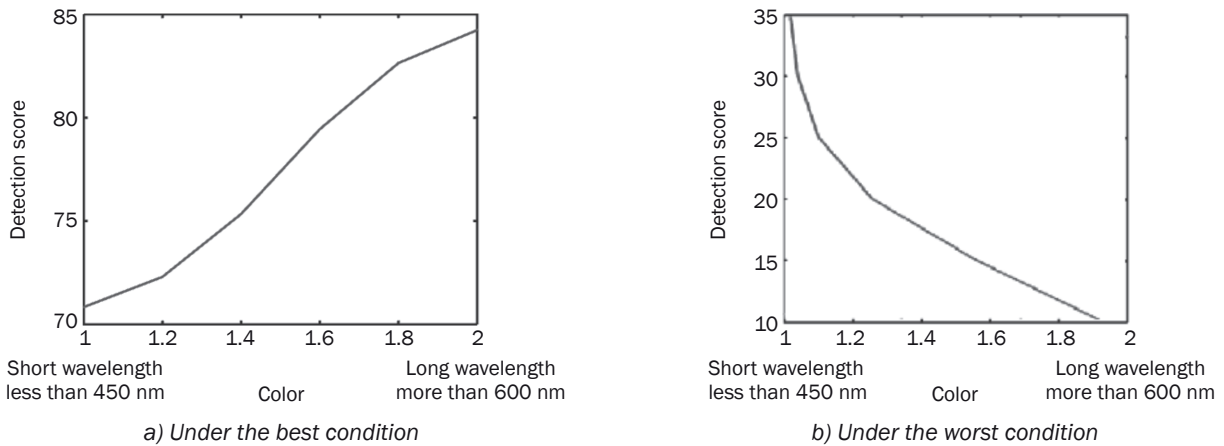 85
80
75
70
Detection score
1 1.2 1.4 1.6 1.8 2
Short wavelength
less than 450 nm
Color
Long wavelength
more than 600 nm
a) Under the best condition
35
30
25
20
15
10
Detection score
1 1.2 1.4 1.6 1.8 2
Short wavelength
less than 450 nm
Color
Long wavelength
more than 600 nm
b) Under the worst condition